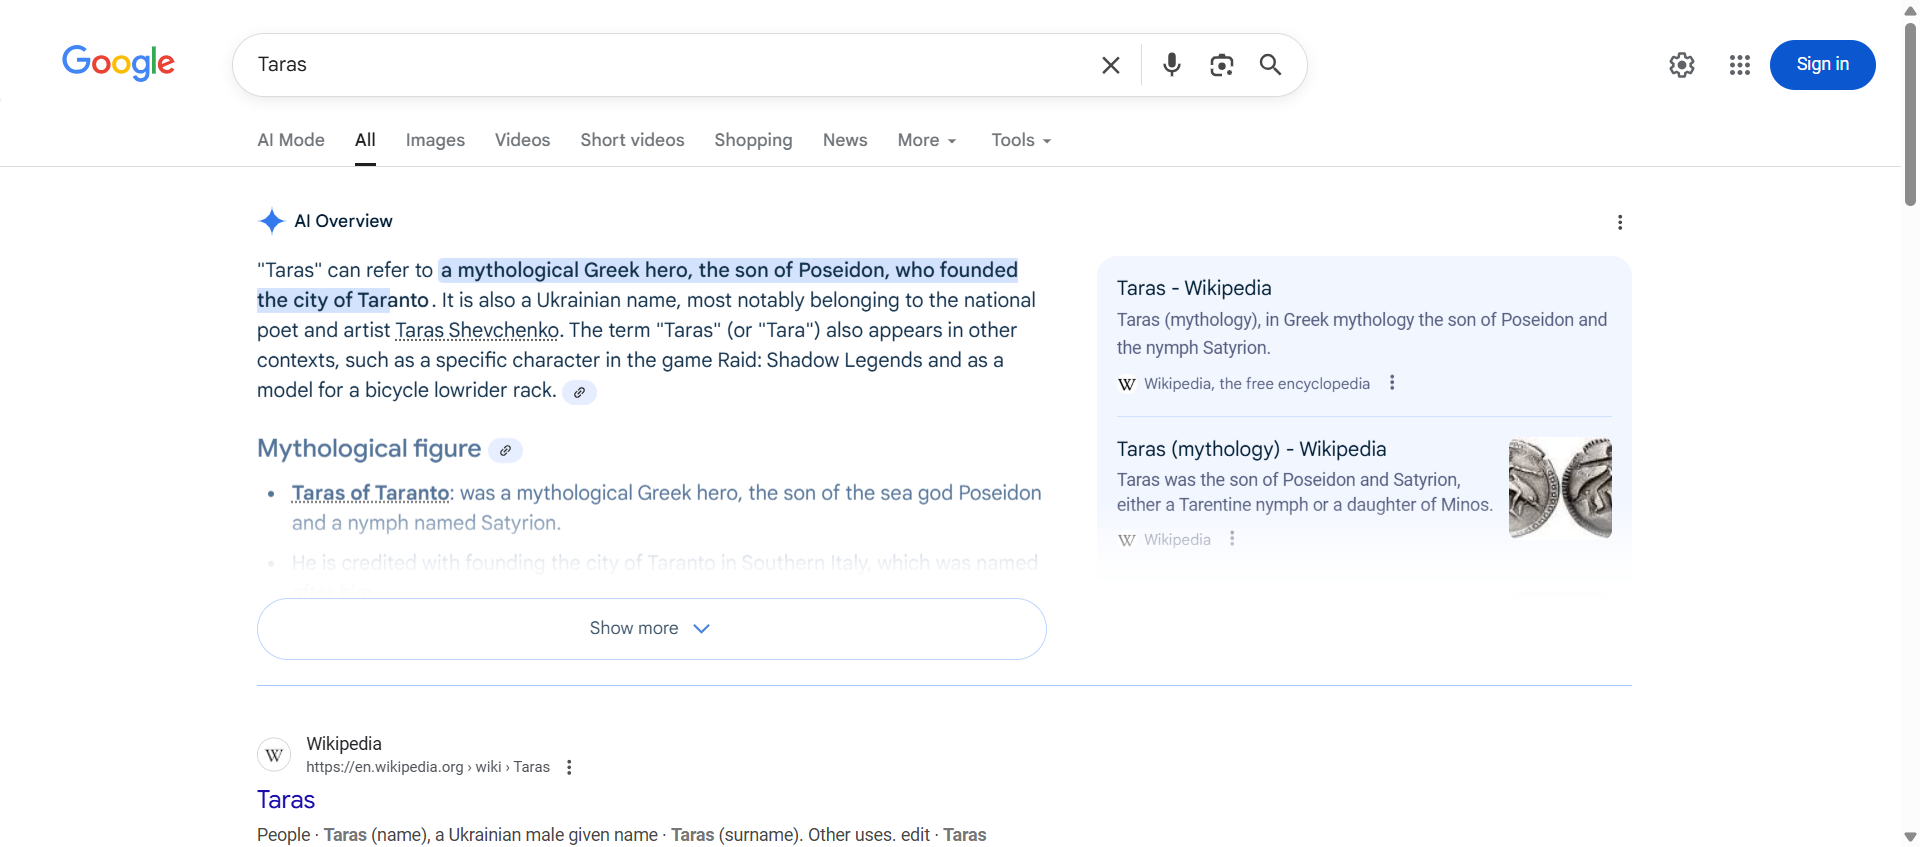 Google
Taras
Sign in
AI Mode All Images Videos Short videos Shopping News More Tools
AI Overview
"Taras" can refer to a mythological Greek hero, the son of Poseidon, who founded
the city of Taranto. It is also a Ukrainian name, most notably belonging to the national
poet and artist Taras Shevchenko. The term "Taras" (or "Tara") also appears in other
contexts, such as a specific character in the game Raid: Shadow Legends and as a
model for a bicycle lowrider rack.
Mythological figure
• Taras of Taranto: was a mythological Greek hero, the son of the sea god Poseidon
and a nymph named Satyrion.
• He is credited with founding the city of Taranto in Southern Italy, which was named
Show more
Taras - Wikipedia
Taras (mythology), in Greek mythology the son of Poseidon and
the nymph Satyrion.
W Wikipedia, the free encyclopedia
Taras (mythology) - Wikipedia
Taras was the son of Poseidon and Satyrion,
either a Tarentine nymph or a daughter of Minos.
W Wikipedia
W Wikipedia
https://en.wikipedia.org › wiki › Taras
Taras
People · Taras (name), a Ukrainian male given name · Taras (surname). Other uses. edit · Taras